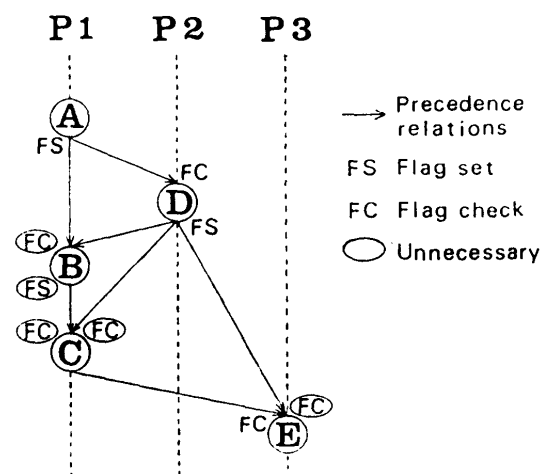 P1 P2 P3
A
FS
FC
D
FS
FC
B
FS
FC FC
C
FC
FC
E
Precedence
relations
FS Flag set
FC Flag check
Unnecessary